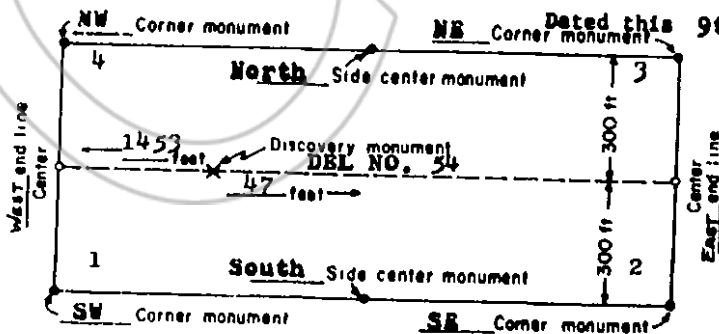 NW Corner monument
NE Corner monument
Dated this
4
North Side center monument
3
300 ft
1453 feet
Discovery monument
DEL NO. 54
47 feet
WEST end line
Center
Center
EAST end line
300 ft
1
South Side center monument
2
SW Corner monument
SE Corner monument